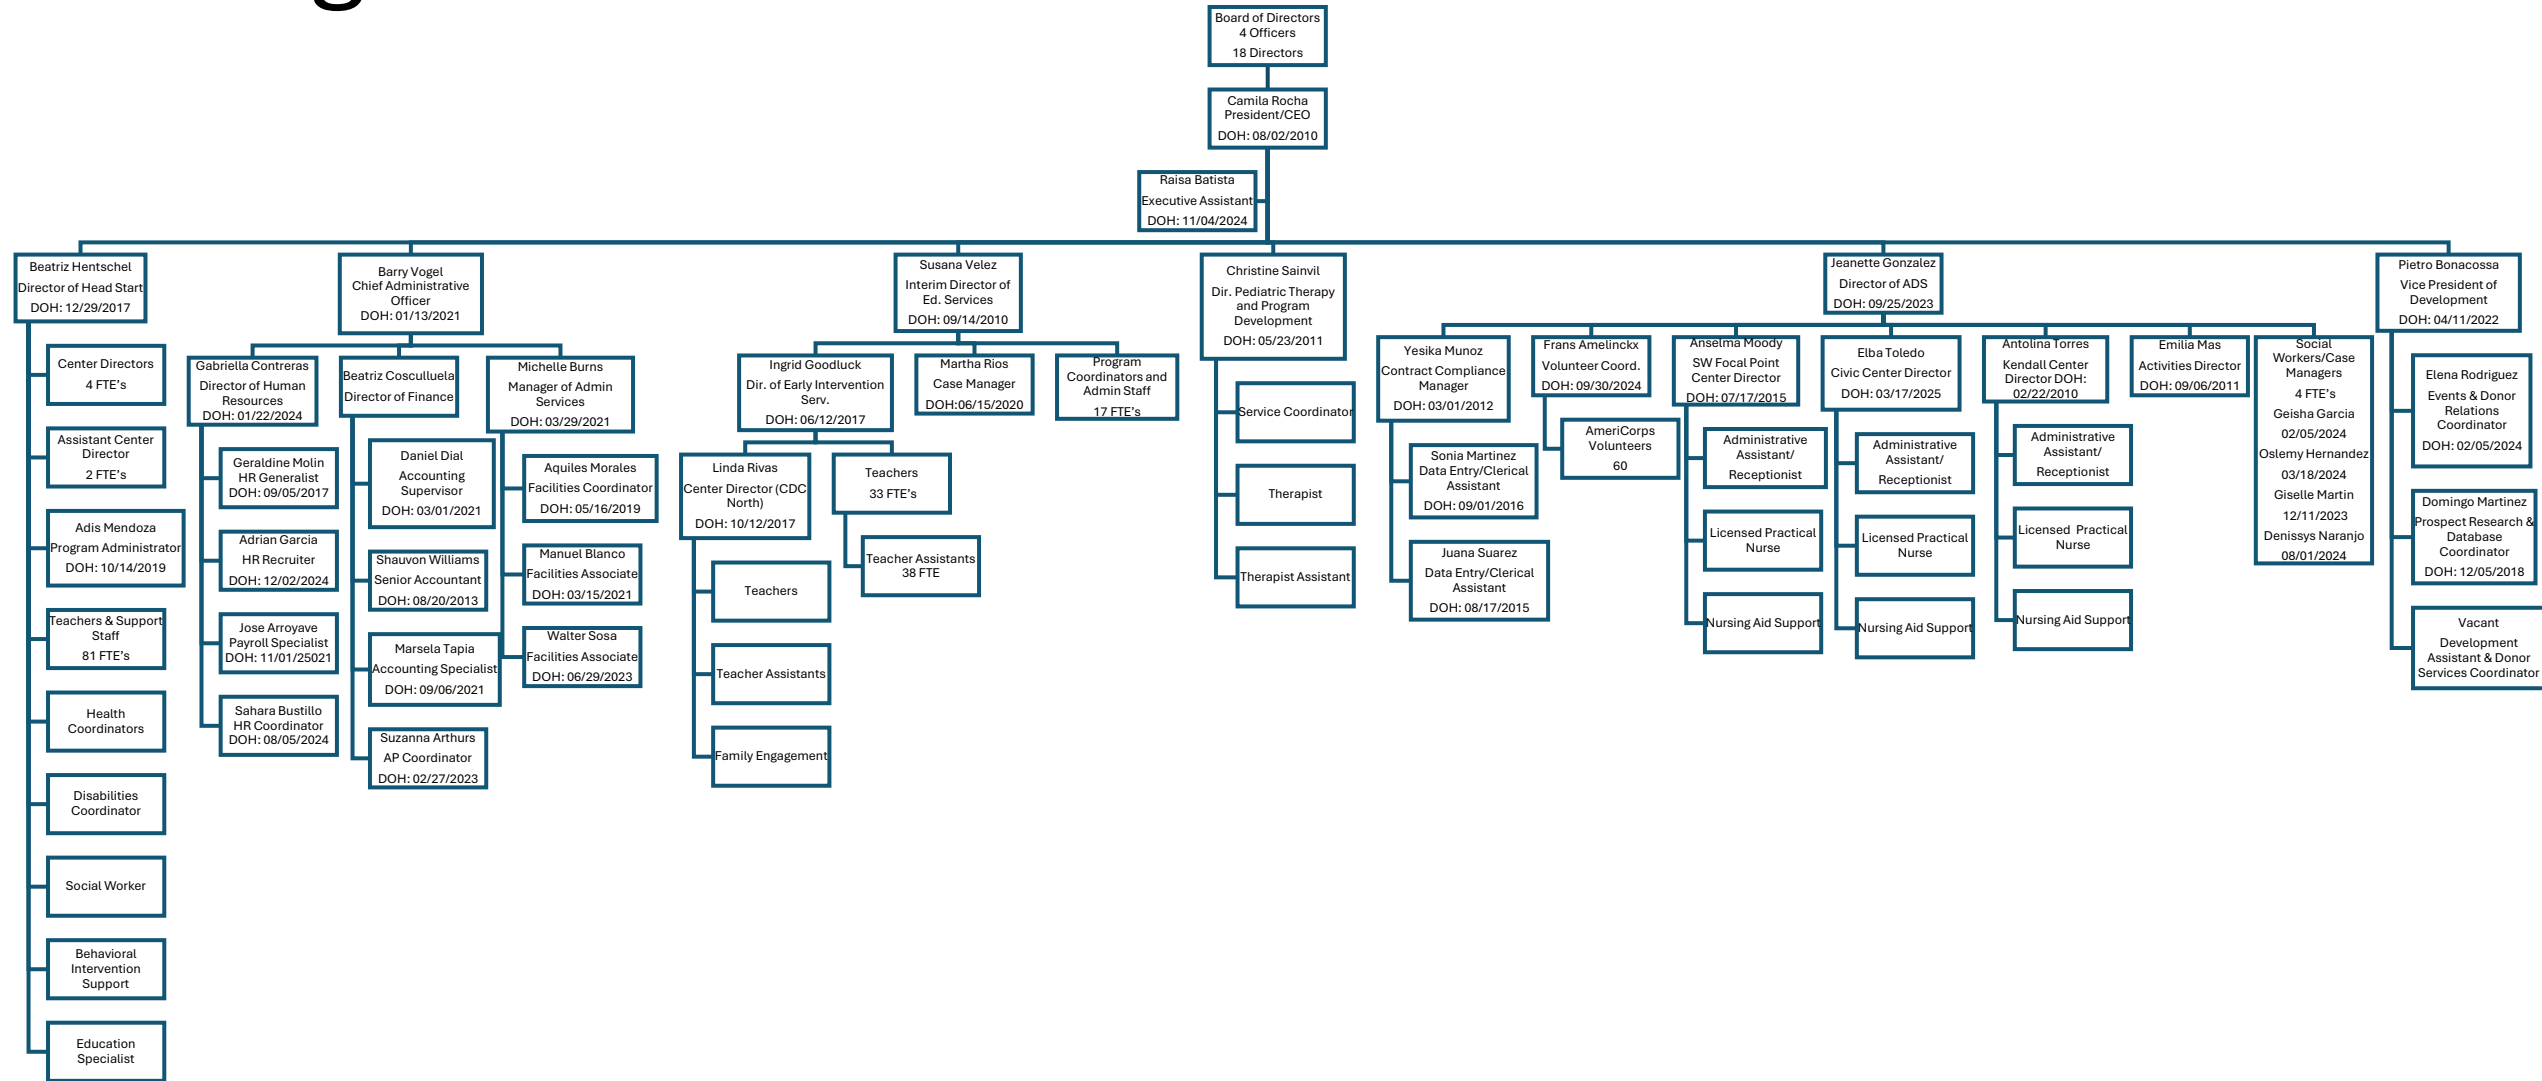 Board of Directors
4 Officers
18 Directors
Camila Rocha
President/CEO
DOH: 08/02/2010
Raisa Batista
Executive Assistant
DOH: 11/04/2024
Beatriz Hentschel
Director of Head Start
DOH: 12/29/2017
Center Directors
4 FTE's
Assistant Center
Director
2 FTE's
Adis Mendoza
Program Administrator
DOH: 10/14/2019
Teachers & Support
Staff
81 FTE's
Health
Coordinators
Disabilities
Coordinator
Social Worker
Behavioral
Intervention
Support
Education
Specialist
Barry Vogel
Chief Administrative
Officer
DOH: 01/13/2021
Gabriella Contreras
Director of Human
Resources
DOH: 01/22/2024
Geraldine Molin
HR Generalist
DOH: 09/05/2017
Adrian Garcia
HR Recruiter
DOH: 12/02/2024
Jose Arroyave
Payroll Specialist
DOH: 11/01/25021
Sahara Bustillo
HR Coordinator
DOH: 08/05/2024
Beatriz Cosculluela
Director of Finance
Daniel Dial
Accounting
Supervisor
DOH: 03/01/2021
Shauvon Williams
Senior Accountant
DOH: 08/20/2013
Marsela Tapia
Accounting Specialist
DOH: 09/06/2021
Suzanna Arthurs
AP Coordinator
DOH: 02/27/2023
Michelle Burns
Manager of Admin
Services
DOH: 03/29/2021
Aquiles Morales
Facilities Coordinator
DOH: 05/16/2019
Manuel Blanco
Facilities Associate
DOH: 03/15/2021
Walter Sosa
Facilities Associate
DOH: 06/29/2023
Susana Velez
Interim Director of
Ed. Services
DOH: 09/14/2010
Ingrid Goodluck
Dir. of Early Intervention
Serv.
DOH: 06/12/2017
Linda Rivas
Center Director (CDC
North)
DOH: 10/12/2017
Teachers
Teacher Assistants
Family Engagement
Teachers
33 FTE's
Teacher Assistants
38 FTE
Martha Rios
Case Manager
DOH:06/15/2020
Program
Coordinators and
Admin Staff
17 FTE's
Christine Sainvil
Dir. Pediatric Therapy
and Program
Development
DOH: 05/23/2011
Service Coordinator
Therapist
Therapist Assistant
Jeanette Gonzalez
Director of ADS
DOH: 09/25/2023
Yesika Munoz
Contract Compliance
Manager
DOH: 03/01/2012
Sonia Martinez
Data Entry/Clerical
Assistant
DOH: 09/01/2016
Juana Suarez
Data Entry/Clerical
Assistant
DOH: 08/17/2015
Frans Amelinckx
Volunteer Coord.
DOH: 09/30/2024
AmeriCorps
Volunteers
60
Anselma Moody
SW Focal Point
Center Director
DOH: 07/17/2015
Administrative
Assistant/
Receptionist
Licensed Practical
Nurse
Nursing Aid Support
Elba Toledo
Civic Center Director
DOH: 03/17/2025
Administrative
Assistant/
Receptionist
Licensed Practical
Nurse
Nursing Aid Support
Antolina Torres
Kendall Center
Director DOH:
02/22/2010
Administrative
Assistant/
Receptionist
Licensed Practical
Nurse
Nursing Aid Support
Emilia Mas
Activities Director
DOH: 09/06/2011
Social
Workers/Case
Managers
4 FTE's
Geisha Garcia
02/05/2024
Oslemy Hernandez
03/18/2024
Giselle Martin
12/11/2023
Denissys Naranjo
08/01/2024
Pietro Bonacossa
Vice President of
Development
DOH: 04/11/2022
Elena Rodriguez
Events & Donor
Relations
Coordinator
DOH: 02/05/2024
Domingo Martinez
Prospect Research &
Database
Coordinator
DOH: 12/05/2018
Vacant
Development
Assistant & Donor
Services Coordinator